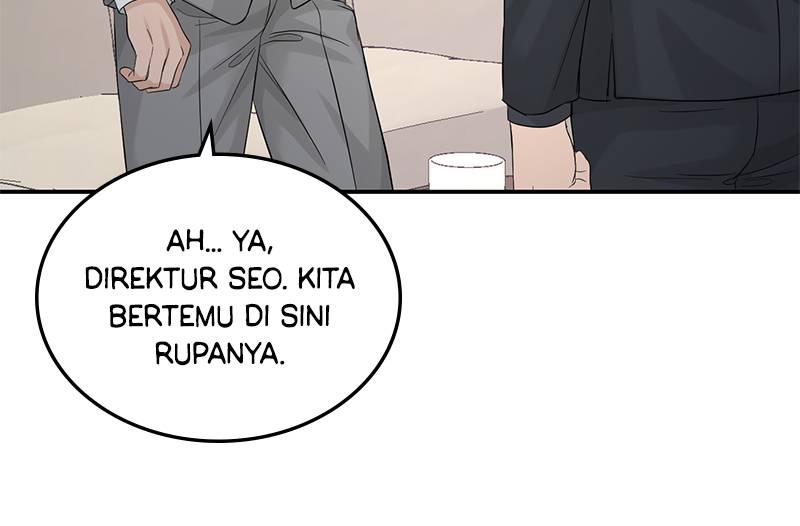 AH... YA,
DIREKTUR SEO. KITA
BERTEMU DI SINI
RUPANYA.